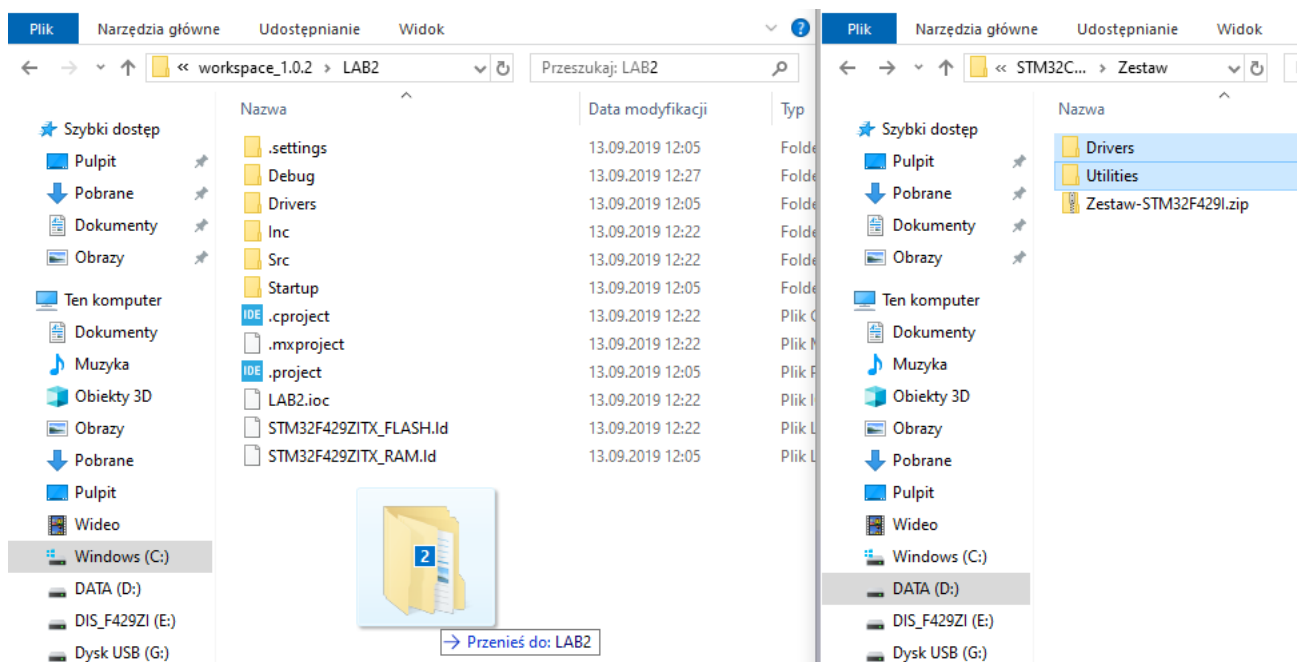 Plik Narzędzia główne Udostępnianie Widok
« workspace_1.0.2 > LAB2
Przeszukaj: LAB2
Nazwa Data modyfikacji Typ
Szybki dostęp
Pulpit
Pobrane
Dokumenty
Obrazy
Ten komputer
Dokumenty
Muzyka
Obiekty 3D
Obrazy
Pobrane
Pulpit
Wideo
Windows (C:)
DATA (D:)
DIS_F429ZI (E:)
Dysk USB (G:)
.settings 13.09.2019 12:05 Folde
Debug 13.09.2019 12:27 Folde
Drivers 13.09.2019 12:05 Folde
Inc 13.09.2019 12:22 Folde
Src 13.09.2019 12:22 Folde
Startup 13.09.2019 12:05 Folde
IDE .cproject 13.09.2019 12:22 Plik
.mxproject 13.09.2019 12:22 Plik
IDE .project 13.09.2019 12:05 Plik
LAB2.ioc 13.09.2019 12:22 Plik
STM32F429ZITX_FLASH.ld 13.09.2019 12:22 Plik
STM32F429ZITX_RAM.ld 13.09.2019 12:05 Plik
2
→ Przenieś do: LAB2
Plik Narzędzia główne Udostępnianie Widok
« STM32C... > Zestaw
Nazwa
Szybki dostęp
Pulpit
Pobrane
Dokumenty
Obrazy
Ten komputer
Dokumenty
Muzyka
Obiekty 3D
Obrazy
Pobrane
Pulpit
Wideo
Windows (C:)
DATA (D:)
DIS_F429ZI (E:)
Dysk USB (G:)
Drivers
Utilities
Zestaw-STM32F429I.zip